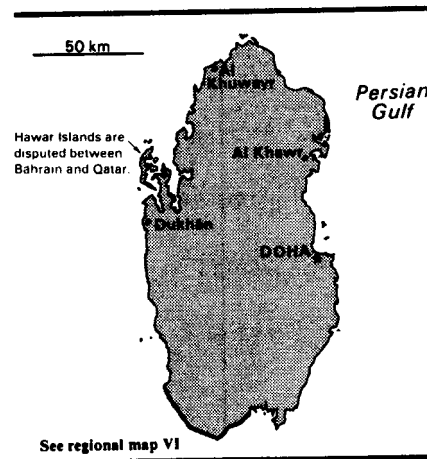 50 km
Al
Khuwayr
Persian
Gulf
Hawar Islands are
disputed between
Bahrain and Qatar.
Al Khawr
Dukhān
DOHA
See regional map VI